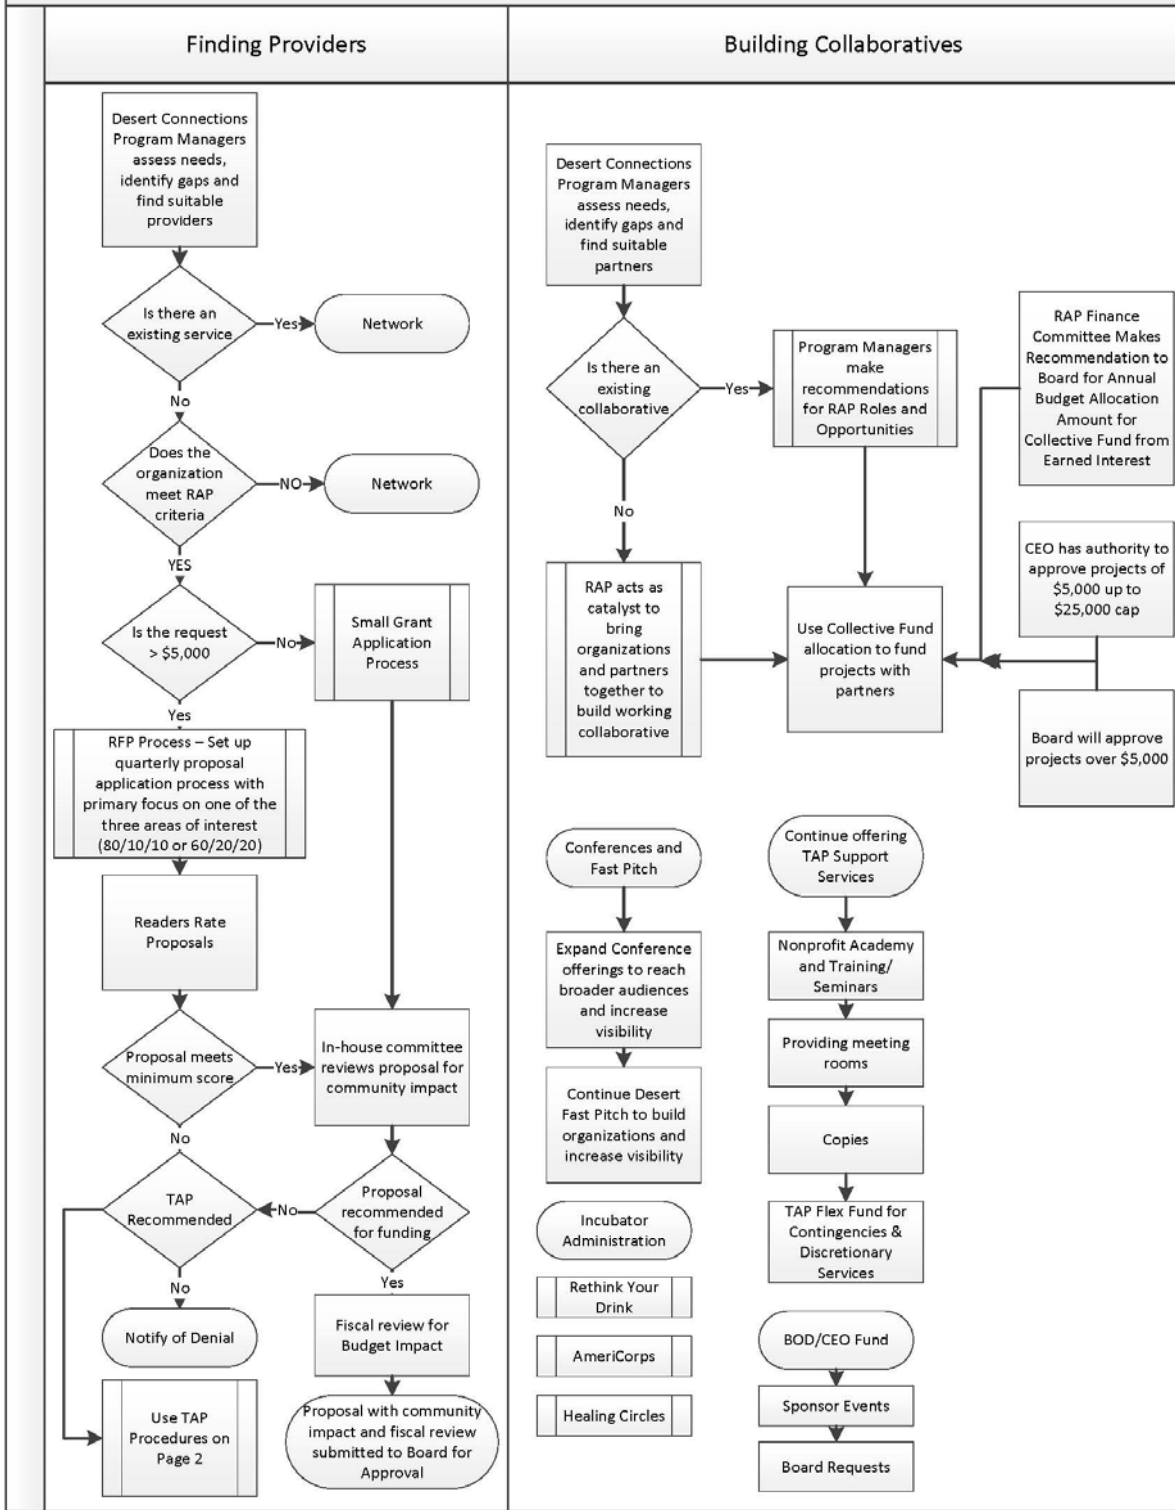 Finding Providers
Building Collaboratives
Desert Connections
Program Managers
assess needs,
identify gaps and
find suitable
providers
Is there an
existing service
Yes
Network
No
Does the
organization
meet RAP
criteria
NO
Network
YES
Is the request
> $5,000
No
Small Grant
Application
Process
Yes
RFP Process – Set up
quarterly proposal
application process with
primary focus on one of the
three areas of interest
(80/10/10 or 60/20/20)
Readers Rate
Proposals
Proposal meets
minimum score
Yes
In-house committee
reviews proposal for
community impact
No
TAP
Recommended
No
Proposal
recommended
for funding
No
Yes
Notify of Denial
Fiscal review for
Budget Impact
Use TAP
Procedures on
Page 2
Proposal with community
impact and fiscal review
submitted to Board for
Approval
Desert Connections
Program Managers
assess needs,
identify gaps and
find suitable
partners
Is there an
existing
collaborative
Yes
Program Managers
make
recommendations
for RAP Roles and
Opportunities
RAP Finance
Committee Makes
Recommendation to
Board for Annual
Budget Allocation
Amount for
Collective Fund from
Earned Interest
No
RAP acts as
catalyst to
bring
organizations
and partners
together to
build working
collaborative
Use Collective Fund
allocation to fund
projects with
partners
CEO has authority to
approve projects of
$5,000 up to
$25,000 cap
Board will approve
projects over $5,000
Conferences and
Fast Pitch
Expand Conference
offerings to reach
broader audiences
and increase
visibility
Continue Desert
Fast Pitch to build
organizations and
increase visibility
Incubator
Administration
Rethink Your
Drink
AmeriCorps
Healing Circles
Continue offering
TAP Support
Services
Nonprofit Academy
and Training/
Seminars
Providing meeting
rooms
Copies
TAP Flex Fund for
Contingencies &
Discretionary
Services
BOD/CEO Fund
Sponsor Events
Board Requests